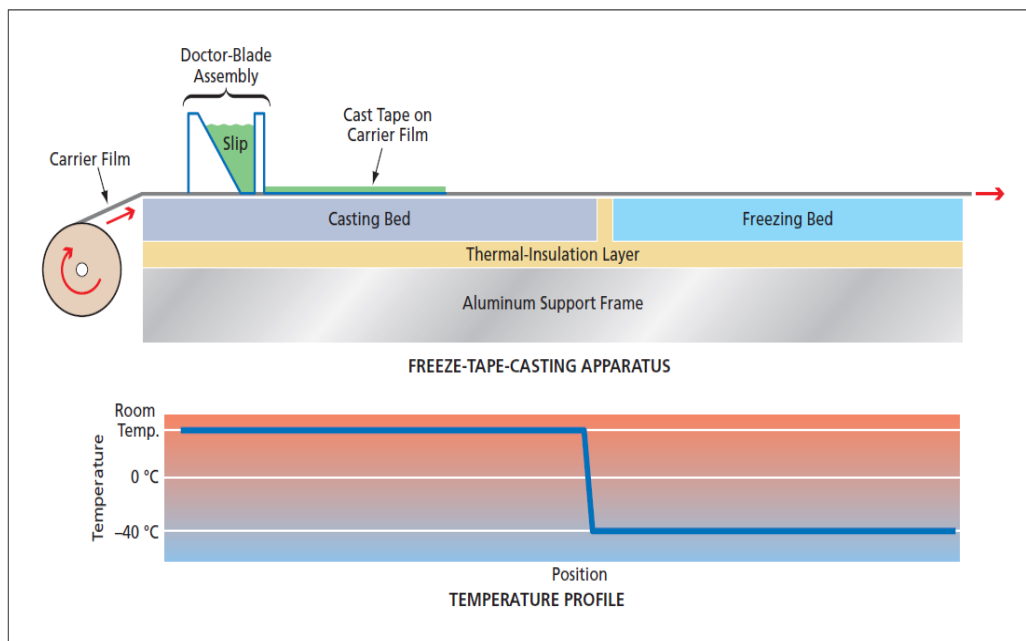 Doctor-Blade
Assembly
Cast Tape on
Carrier Film
Slip
Carrier Film
Casting Bed
Freezing Bed
Thermal-Insulation Layer
Aluminum Support Frame
FREEZE-TAPE-CASTING APPARATUS
Room
Temp.
0 °C
–40 °C
Temperature
Position
TEMPERATURE PROFILE